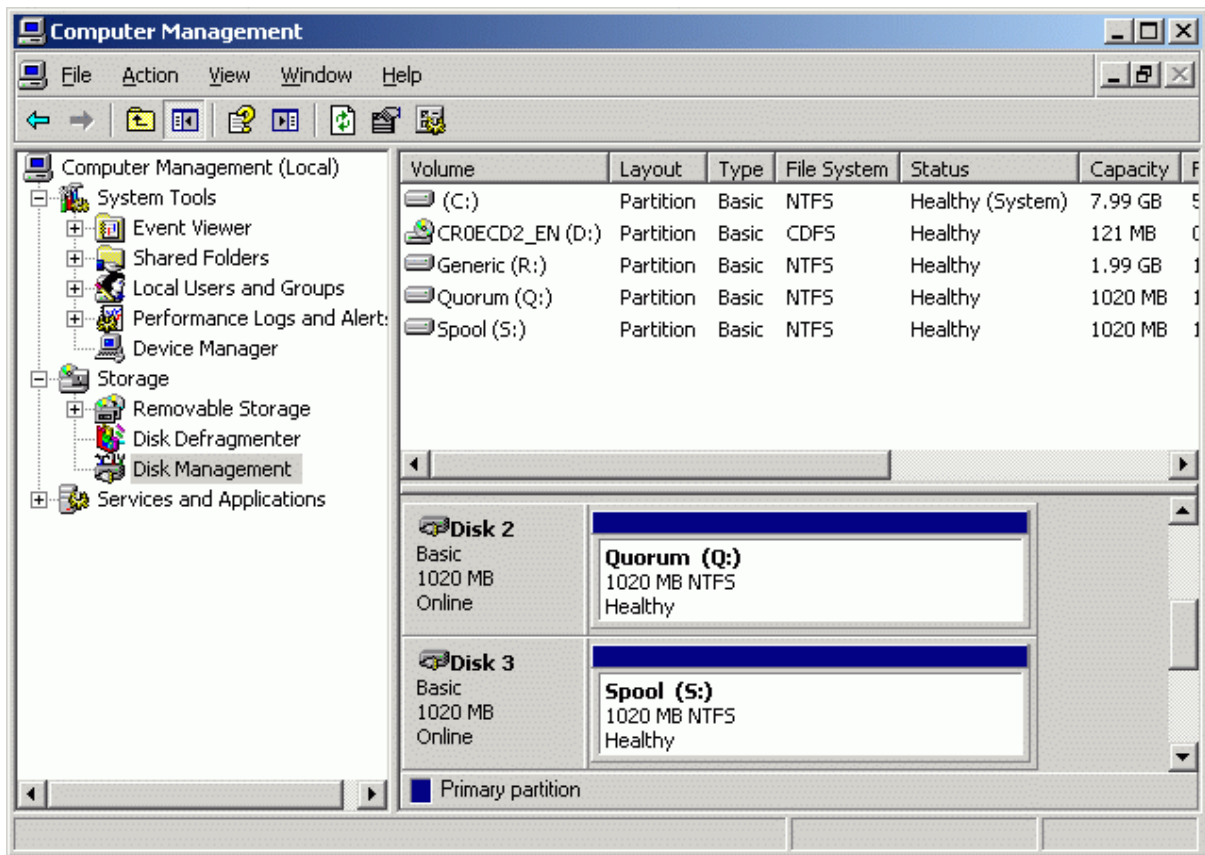 Computer Management
File Action View Window Help
Computer Management (Local)
System Tools
Event Viewer
Shared Folders
Local Users and Groups
Performance Logs and Alert
Device Manager
Storage
Removable Storage
Disk Defragmenter
Disk Management
Services and Applications
Volume Layout Type File System Status Capacity F
(C:) Partition Basic NTFS Healthy (System) 7.99 GB 5
CR0ECD2_EN (D:) Partition Basic CDFS Healthy 121 MB
Generic (R:) Partition Basic NTFS Healthy 1.99 GB 1
Quorum (Q:) Partition Basic NTFS Healthy 1020 MB 1
Spool (S:) Partition Basic NTFS Healthy 1020 MB 1
Disk 2
Basic
1020 MB
Online
Quorum (Q:)
1020 MB NTFS
Healthy
Disk 3
Basic
1020 MB
Online
Spool (S:)
1020 MB NTFS
Healthy
Primary partition